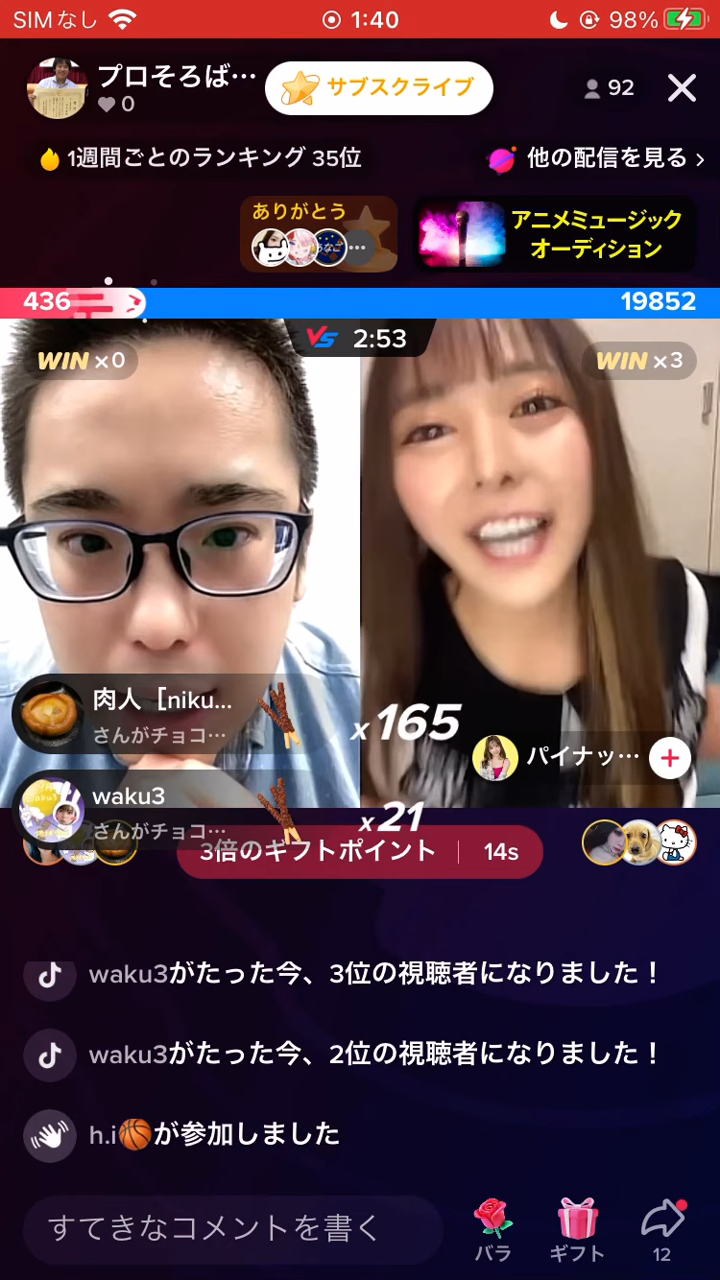 SIMなし
1:40
98%
プロそろば…
0
サブスクライブ
92
1週間ごとのランキング 35位
他の配信を見る
ありがとう
アニメミュージック
オーディション
436
19852
VS 2:53
WIN x0
WIN x3
肉人［niku...
さんがチョコ…
x165
パイナッ…
waku3
さんがチョコ…
x21
3倍のギフトポイント
14s
waku3がたった今、3位の視聴者になりました！
waku3がたった今、2位の視聴者になりました！
h.i🏀が参加しました
すてきなコメントを書く
バラ
ギフト
12